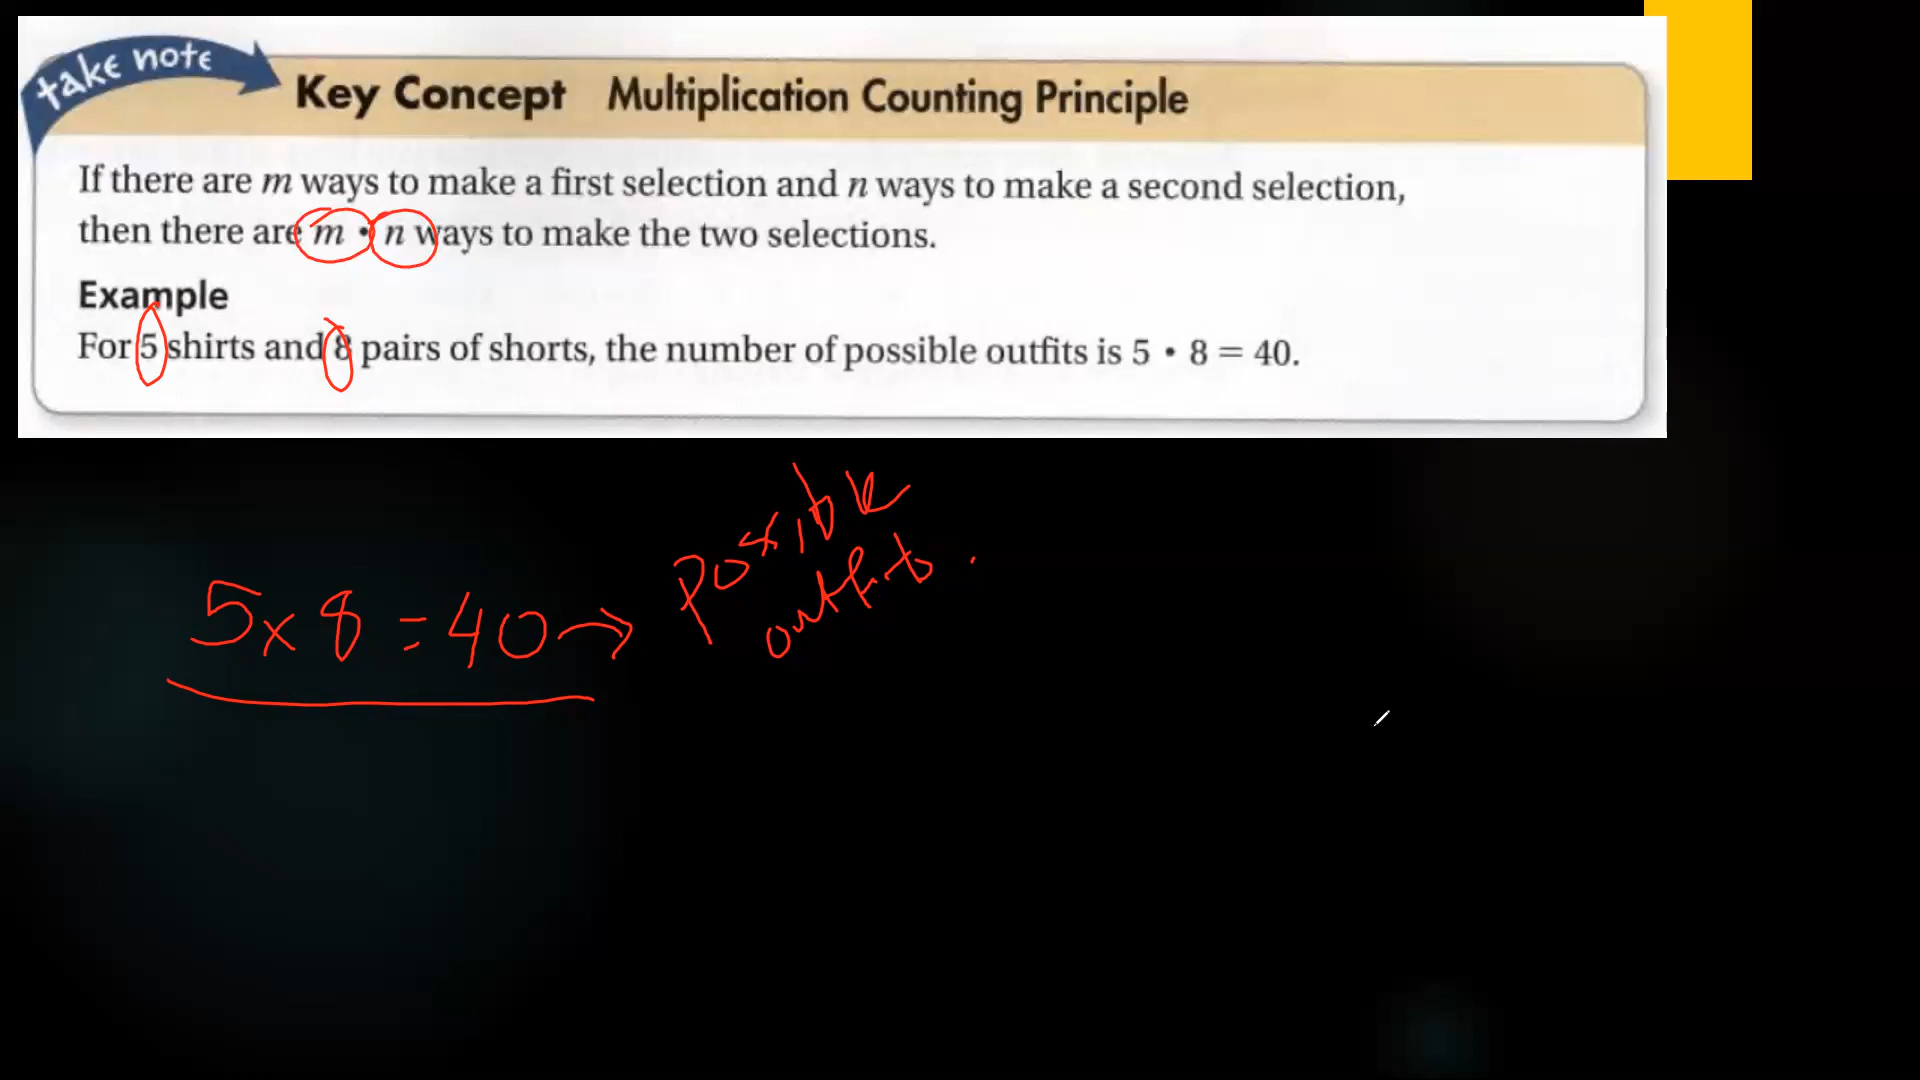 take note
Key Concept Multiplication Counting Principle
If there are m ways to make a first selection and n ways to make a second selection,
then there are m • n ways to make the two selections.
Example
For 5 shirts and 8 pairs of shorts, the number of possible outfits is 5 • 8 = 40.
5 x 8 = 40 → possible
outfits.